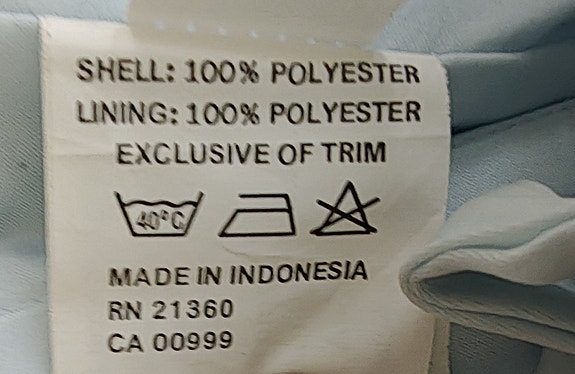 SHELL: 100% POLYESTER
LINING: 100% POLYESTER
EXCLUSIVE OF TRIM
40°C
MADE IN INDONESIA
RN 21360
CA 00999